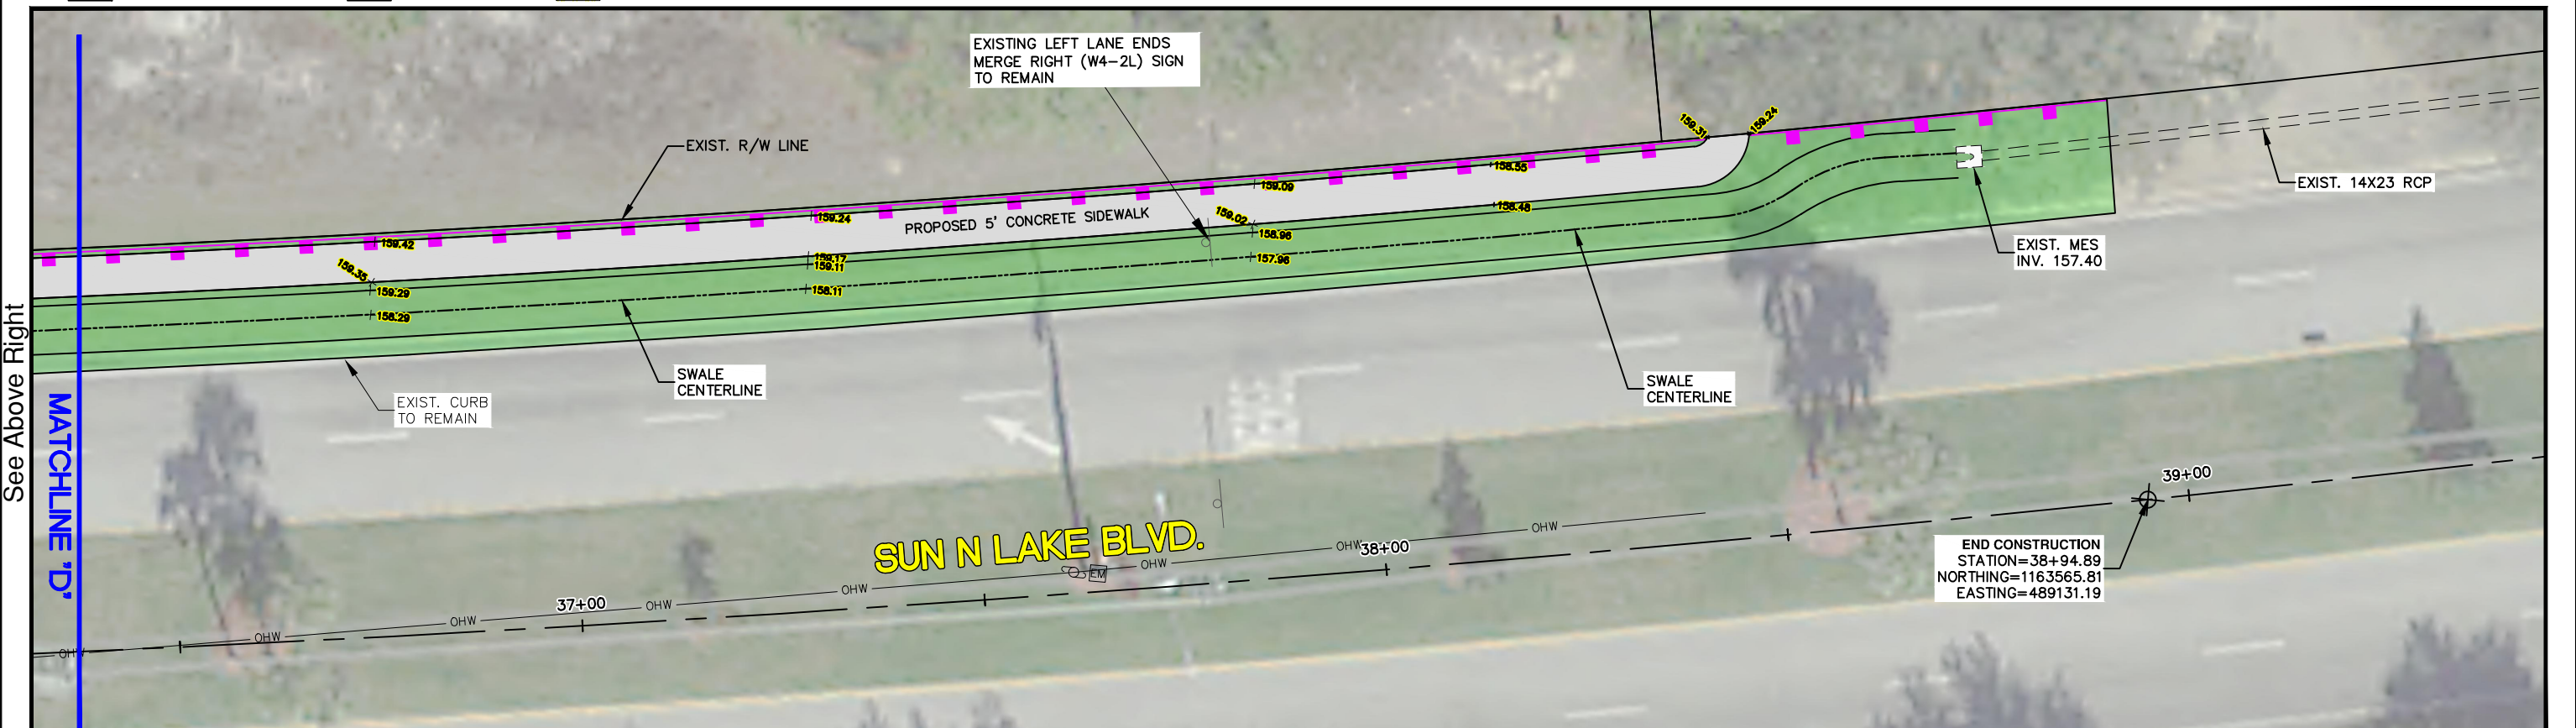 EXISTING LEFT LANE ENDS
MERGE RIGHT (W4-2L) SIGN
TO REMAIN
EXIST. R/W LINE
159.31
159.24
158.55
159.09
159.24
159.42
PROPOSED 5' CONCRETE SIDEWALK
159.02
158.96
158.48
157.96
159.17
159.11
158.11
159.35
159.29
158.29
EXIST. 14X23 RCP
EXIST. MES
INV. 157.40
SWALE
CENTERLINE
SWALE
CENTERLINE
EXIST. CURB
TO REMAIN
See Above Right
MATCHLINE 'D'
SUN N LAKE BLVD.
EM
OHW
OHW
OHW
OHW
OHW
OHW
OHW
OHW
37+00
38+00
39+00
END CONSTRUCTION
STATION=38+94.89
NORTHING=1163565.81
EASTING=489131.19